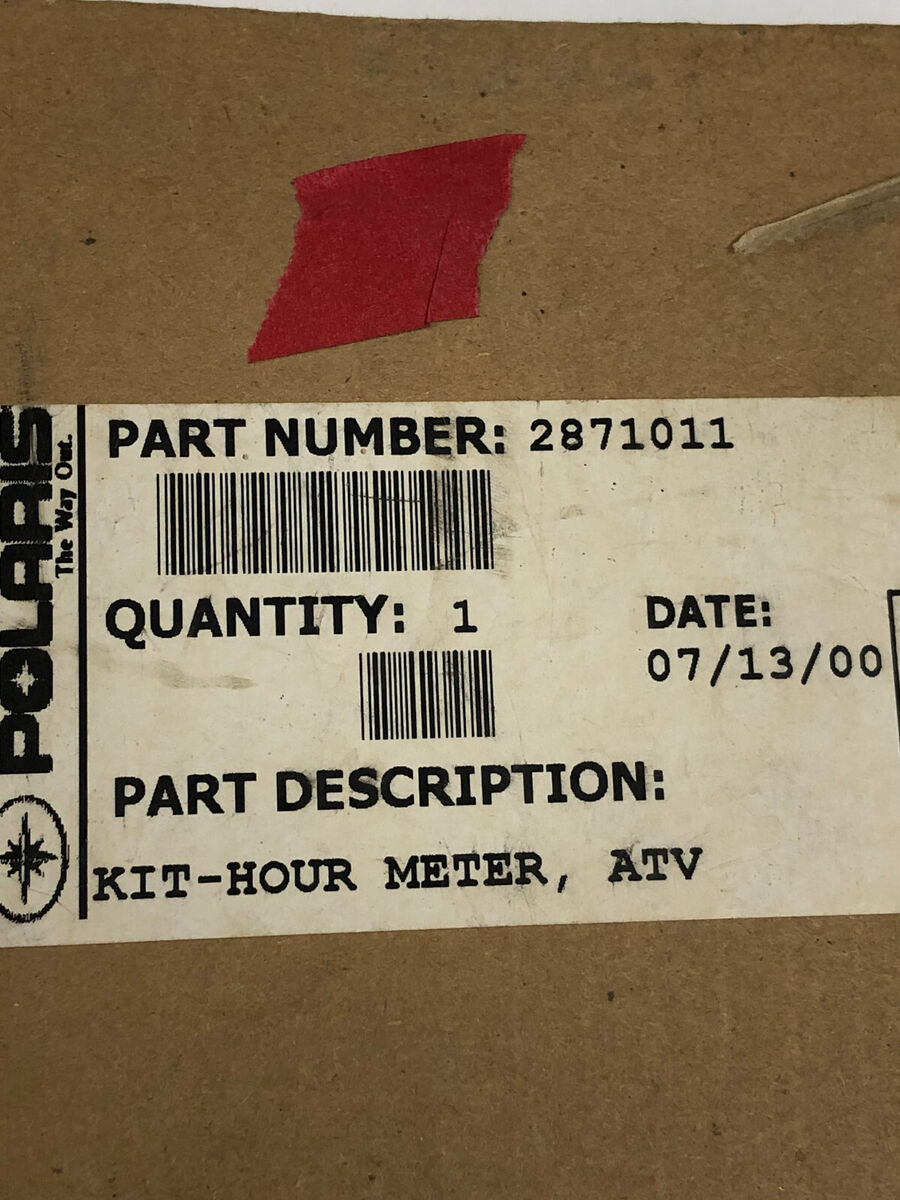 POLARIS
The Way Out.
PART NUMBER: 2871011
QUANTITY: 1
DATE:
07/13/00
PART DESCRIPTION:
KIT-HOUR METER, ATV